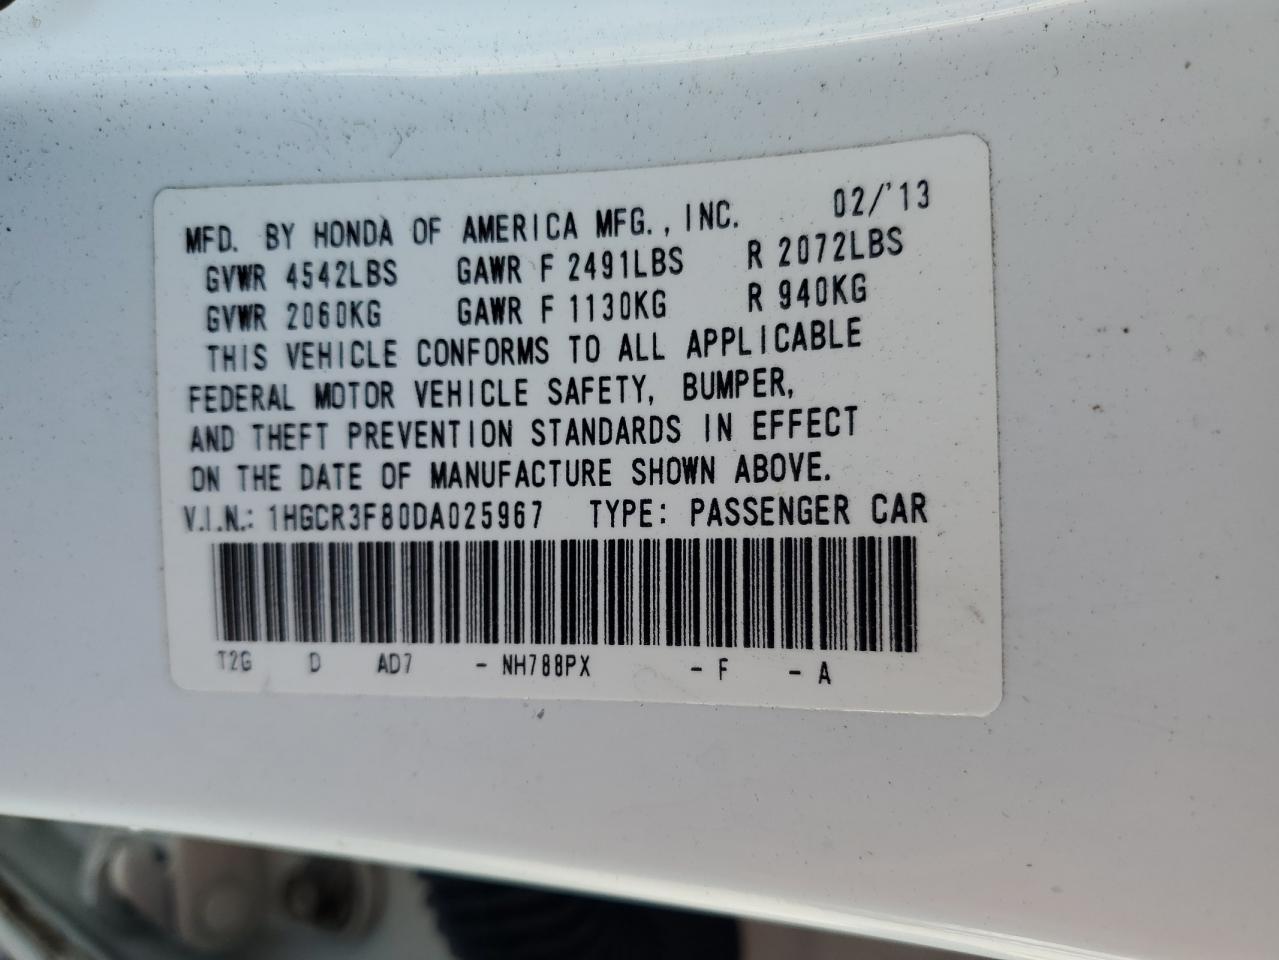 MFD. BY HONDA OF AMERICA MFG., INC. 02/'13
GVWR 4542LBS GAWR F 2491LBS R 2072LBS
GVWR 2060KG GAWR F 1130KG R 940KG
THIS VEHICLE CONFORMS TO ALL APPLICABLE
FEDERAL MOTOR VEHICLE SAFETY, BUMPER,
AND THEFT PREVENTION STANDARDS IN EFFECT
ON THE DATE OF MANUFACTURE SHOWN ABOVE.
V.I.N.: 1HGCR3F80DA025967 TYPE: PASSENGER CAR
T2G D AD7 - NH788PX - F - A